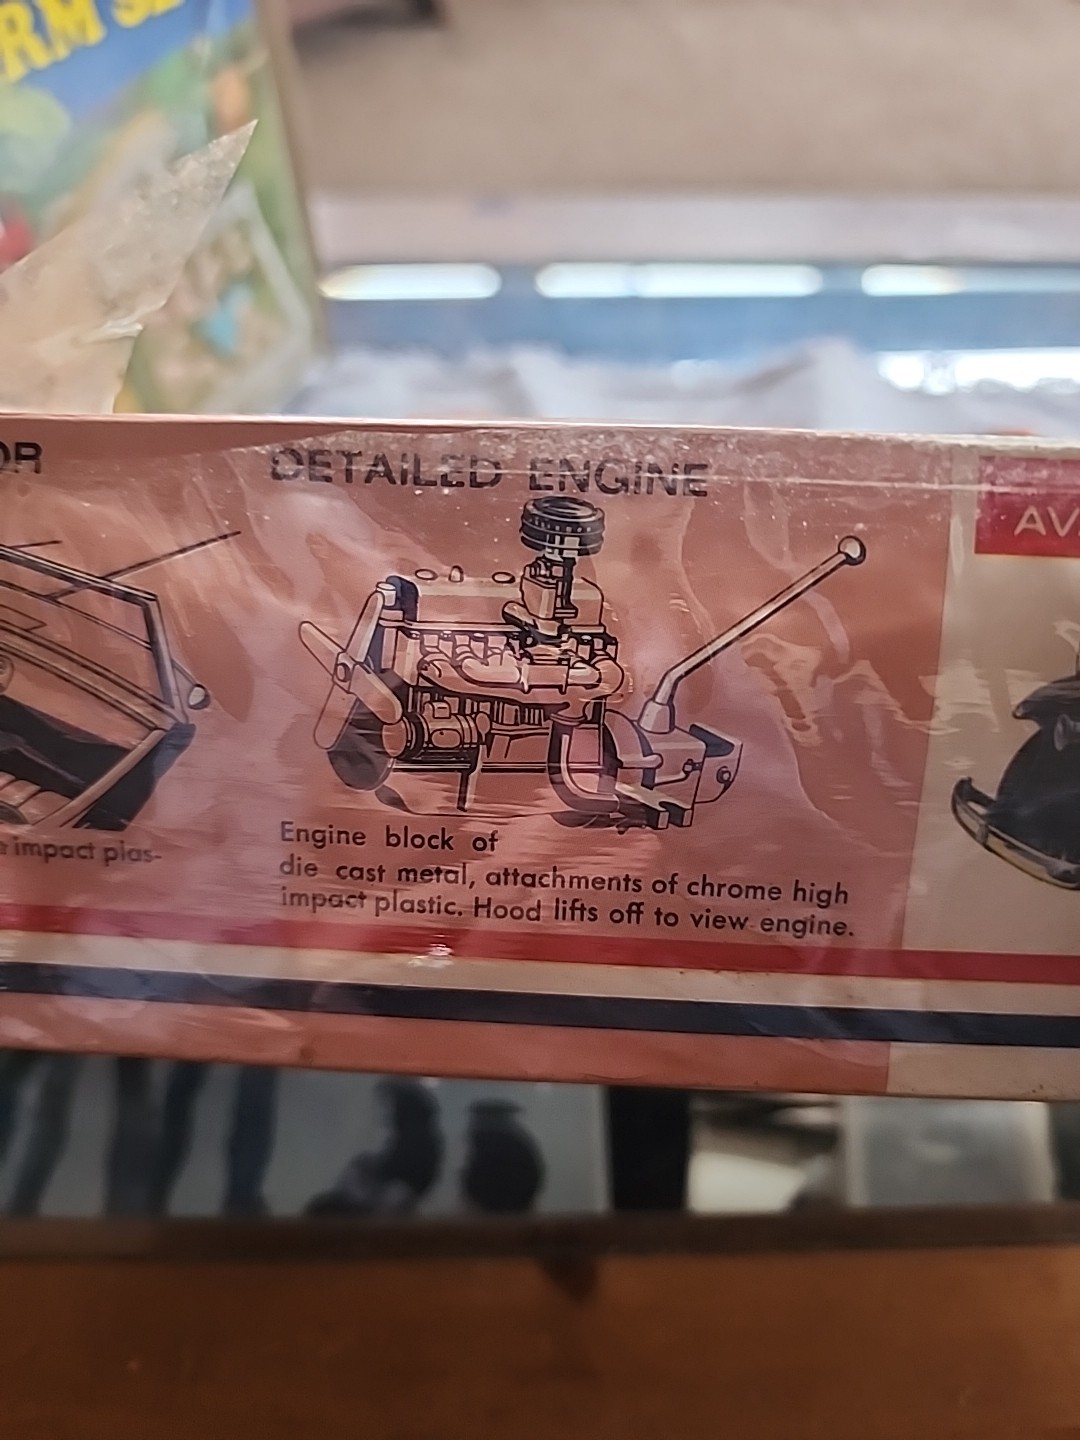 RM S
OR
DETAILED ENGINE
AV
impact plas-
Engine block of
die cast metal, attachments of chrome high
impact plastic. Hood lifts off to view engine.